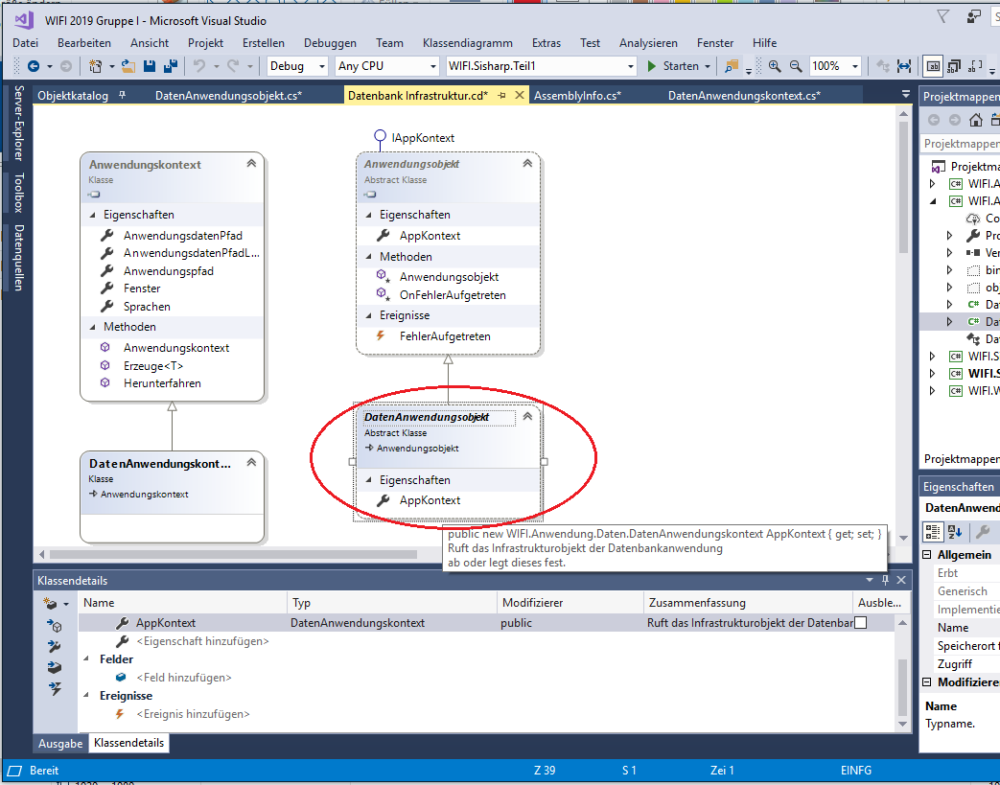 WIFI 2019 Gruppe I - Microsoft Visual Studio
Datei Bearbeiten Ansicht Projekt Erstellen Debuggen Team Klassendiagramm Extras Test Analysieren Fenster Hilfe
Debug Any CPU WIFI.Sisharp.Teil1 Starten 100%
Server-Explorer
Toolbox
Datenquellen
Objektkatalog DatenAnwendungsobjekt.cs* Datenbank Infrastruktur.cd* AssemblyInfo.cs* DatenAnwendungskontext.cs*
Anwendungskontext
Klasse
Eigenschaften
AnwendungsdatenPfad
AnwendungsdatenPfadL...
Anwendungspfad
Fenster
Sprachen
Methoden
Anwendungskontext
Erzeuge<T>
Herunterfahren
DatenAnwendungskont...
Klasse
Anwendungskontext
IAppKontext
Anwendungsobjekt
Abstract Klasse
Eigenschaften
AppKontext
Methoden
Anwendungsobjekt
OnFehlerAufgetreten
Ereignisse
FehlerAufgetreten
DatenAnwendungsobjekt
Abstract Klasse
Anwendungsobjekt
Eigenschaften
AppKontext
public new WIFI.Anwendung.Daten.DatenAnwendungskontext AppKontext { get; set; }
Ruft das Infrastrukturobjekt der Datenbankanwendung
ab oder legt dieses fest.
Klassendetails
Name Typ Modifizierer Zusammenfassung Ausble...
AppKontext DatenAnwendungskontext public Ruft das Infrastrukturobjekt der Datenbar
<Eigenschaft hinzufügen>
Felder
<Feld hinzufügen>
Ereignisse
<Ereignis hinzufügen>
Ausgabe Klassendetails
Projektmappen
Projektmappen
Projektma
C# WIFI.A
C# WIFI.A
Co
Pro
Ver
bin
obj
C# Da
C# Da
Da
C# WIFI.S
C# WIFI.S
C# WIFI.W
Projektmappen
Eigenschaften
DatenAnwend
Allgemein
Erbt
Generisch
Implementie
Name
Speicherort f
Zugriff
Modifiziere
Name
Typname.
Bereit Z 39 S 1 Zei 1 EINFG